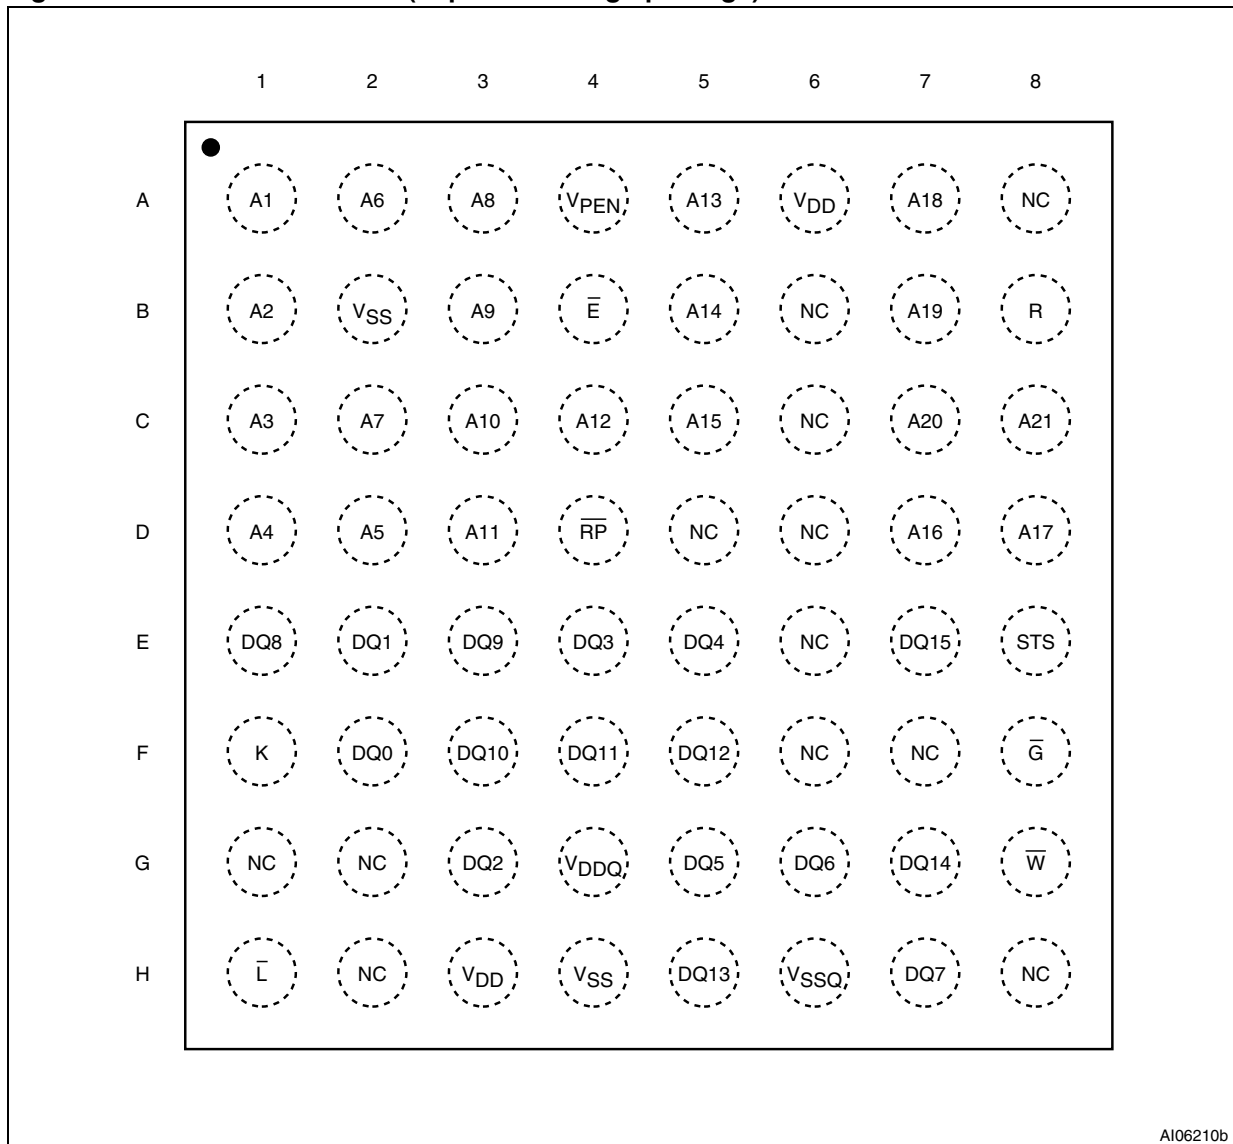 1 2 3 4 5 6 7 8
A A1 A6 A8 VPEN A13 VDD A18 NC
B A2 VSS A9 E̅ A14 NC A19 R
C A3 A7 A10 A12 A15 NC A20 A21
D A4 A5 A11 R̅P̅ NC NC A16 A17
E DQ8 DQ1 DQ9 DQ3 DQ4 NC DQ15 STS
F K DQ0 DQ10 DQ11 DQ12 NC NC G̅
G NC NC DQ2 VDDQ DQ5 DQ6 DQ14 W̅
H L̅ NC VDD VSS DQ13 VSSQ DQ7 NC
AI06210b